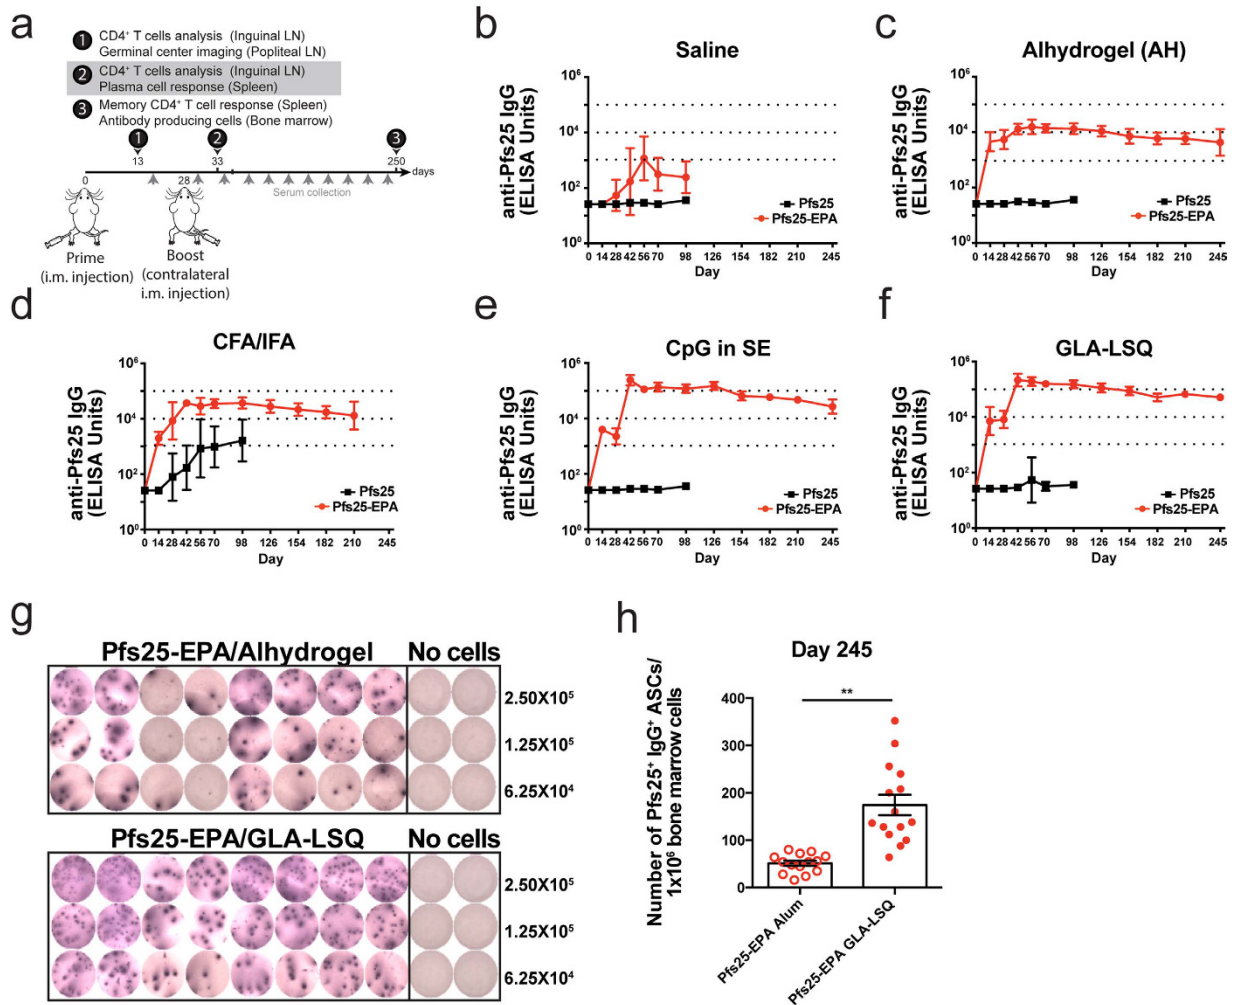 a
1 CD4⁺ T cells analysis (Inguinal LN)
Germinal center imaging (Popliteal LN)
2 CD4⁺ T cells analysis (Inguinal LN)
Plasma cell response (Spleen)
3 Memory CD4⁺ T cell response (Spleen)
Antibody producing cells (Bone marrow)
1 2 3
13 33 250
days
0 28 Serum collection
Prime
(i.m. injection)
Boost
(contralateral
i.m. injection)
b
Saline
anti-Pfs25 IgG
(ELISA Units)
10⁶
10⁴
10²
10⁰
Pfs25
Pfs25-EPA
0 14 28 42 56 70 98 126 154 182 210 245
Day
c
Alhydrogel (AH)
anti-Pfs25 IgG
(ELISA Units)
10⁶
10⁴
10²
10⁰
Pfs25
Pfs25-EPA
0 14 28 42 56 70 98 126 154 182 210 245
Day
d
CFA/IFA
anti-Pfs25 IgG
(ELISA Units)
10⁶
10⁴
10²
10⁰
Pfs25
Pfs25-EPA
0 14 28 42 56 70 98 126 154 182 210 245
Day
e
CpG in SE
anti-Pfs25 IgG
(ELISA Units)
10⁶
10⁴
10²
10⁰
Pfs25
Pfs25-EPA
0 14 28 42 56 70 98 126 154 182 210 245
Day
f
GLA-LSQ
anti-Pfs25 IgG
(ELISA Units)
10⁶
10⁴
10²
10⁰
Pfs25
Pfs25-EPA
0 14 28 42 56 70 98 126 154 182 210 245
Day
g
Pfs25-EPA/Alhydrogel No cells
2.50X10⁵
1.25X10⁵
6.25X10⁴
Pfs25-EPA/GLA-LSQ No cells
2.50X10⁵
1.25X10⁵
6.25X10⁴
h
Day 245
Number of Pfs25⁺ IgG⁺ ASCs/
1x10⁶ bone marrow cells
400
300
200
100
0
**
Pfs25-EPA Alum
Pfs25-EPA GLA-LSQ